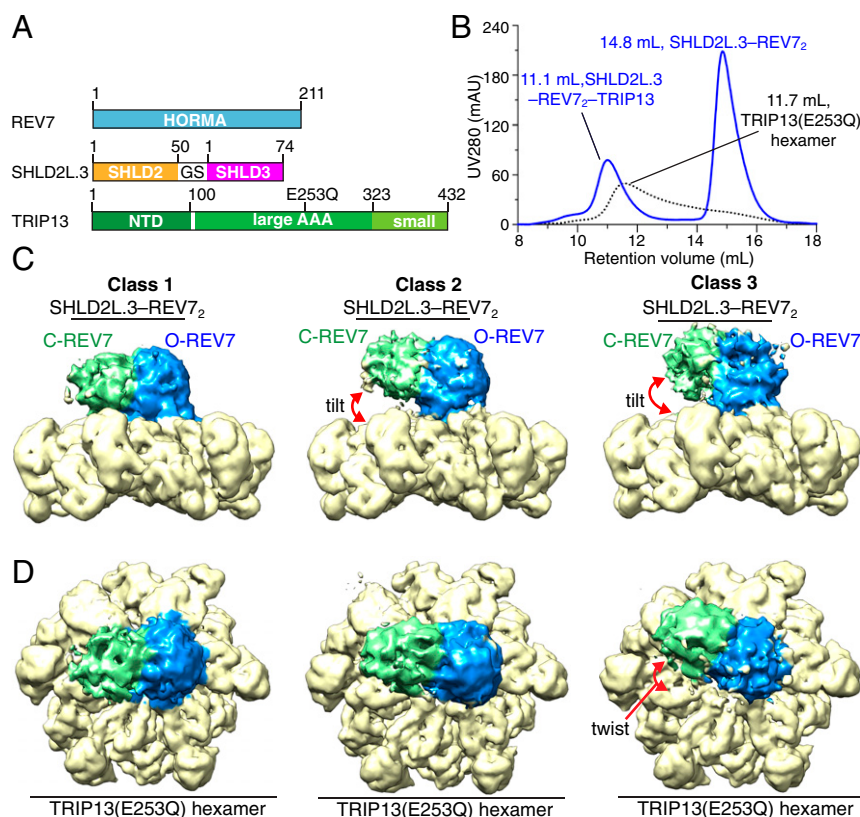 A
1 211
REV7 HORMA
1 50 1 74
SHLD2L.3 SHLD2 GS SHLD3
1 100 E253Q 323 432
TRIP13 NTD large AAA small
B
240
180
120
60
0
UV280 (mAU)
8 10 12 14 16 18
Retention volume (mL)
14.8 mL, SHLD2L.3–REV7₂
11.1 mL,SHLD2L.3
–REV7₂–TRIP13
11.7 mL,
TRIP13(E253Q)
hexamer
C
Class 1
SHLD2L.3–REV7₂
C-REV7 O-REV7
Class 2
SHLD2L.3–REV7₂
C-REV7 O-REV7
tilt
Class 3
SHLD2L.3–REV7₂
C-REV7 O-REV7
tilt
D
twist
TRIP13(E253Q) hexamer
TRIP13(E253Q) hexamer
TRIP13(E253Q) hexamer